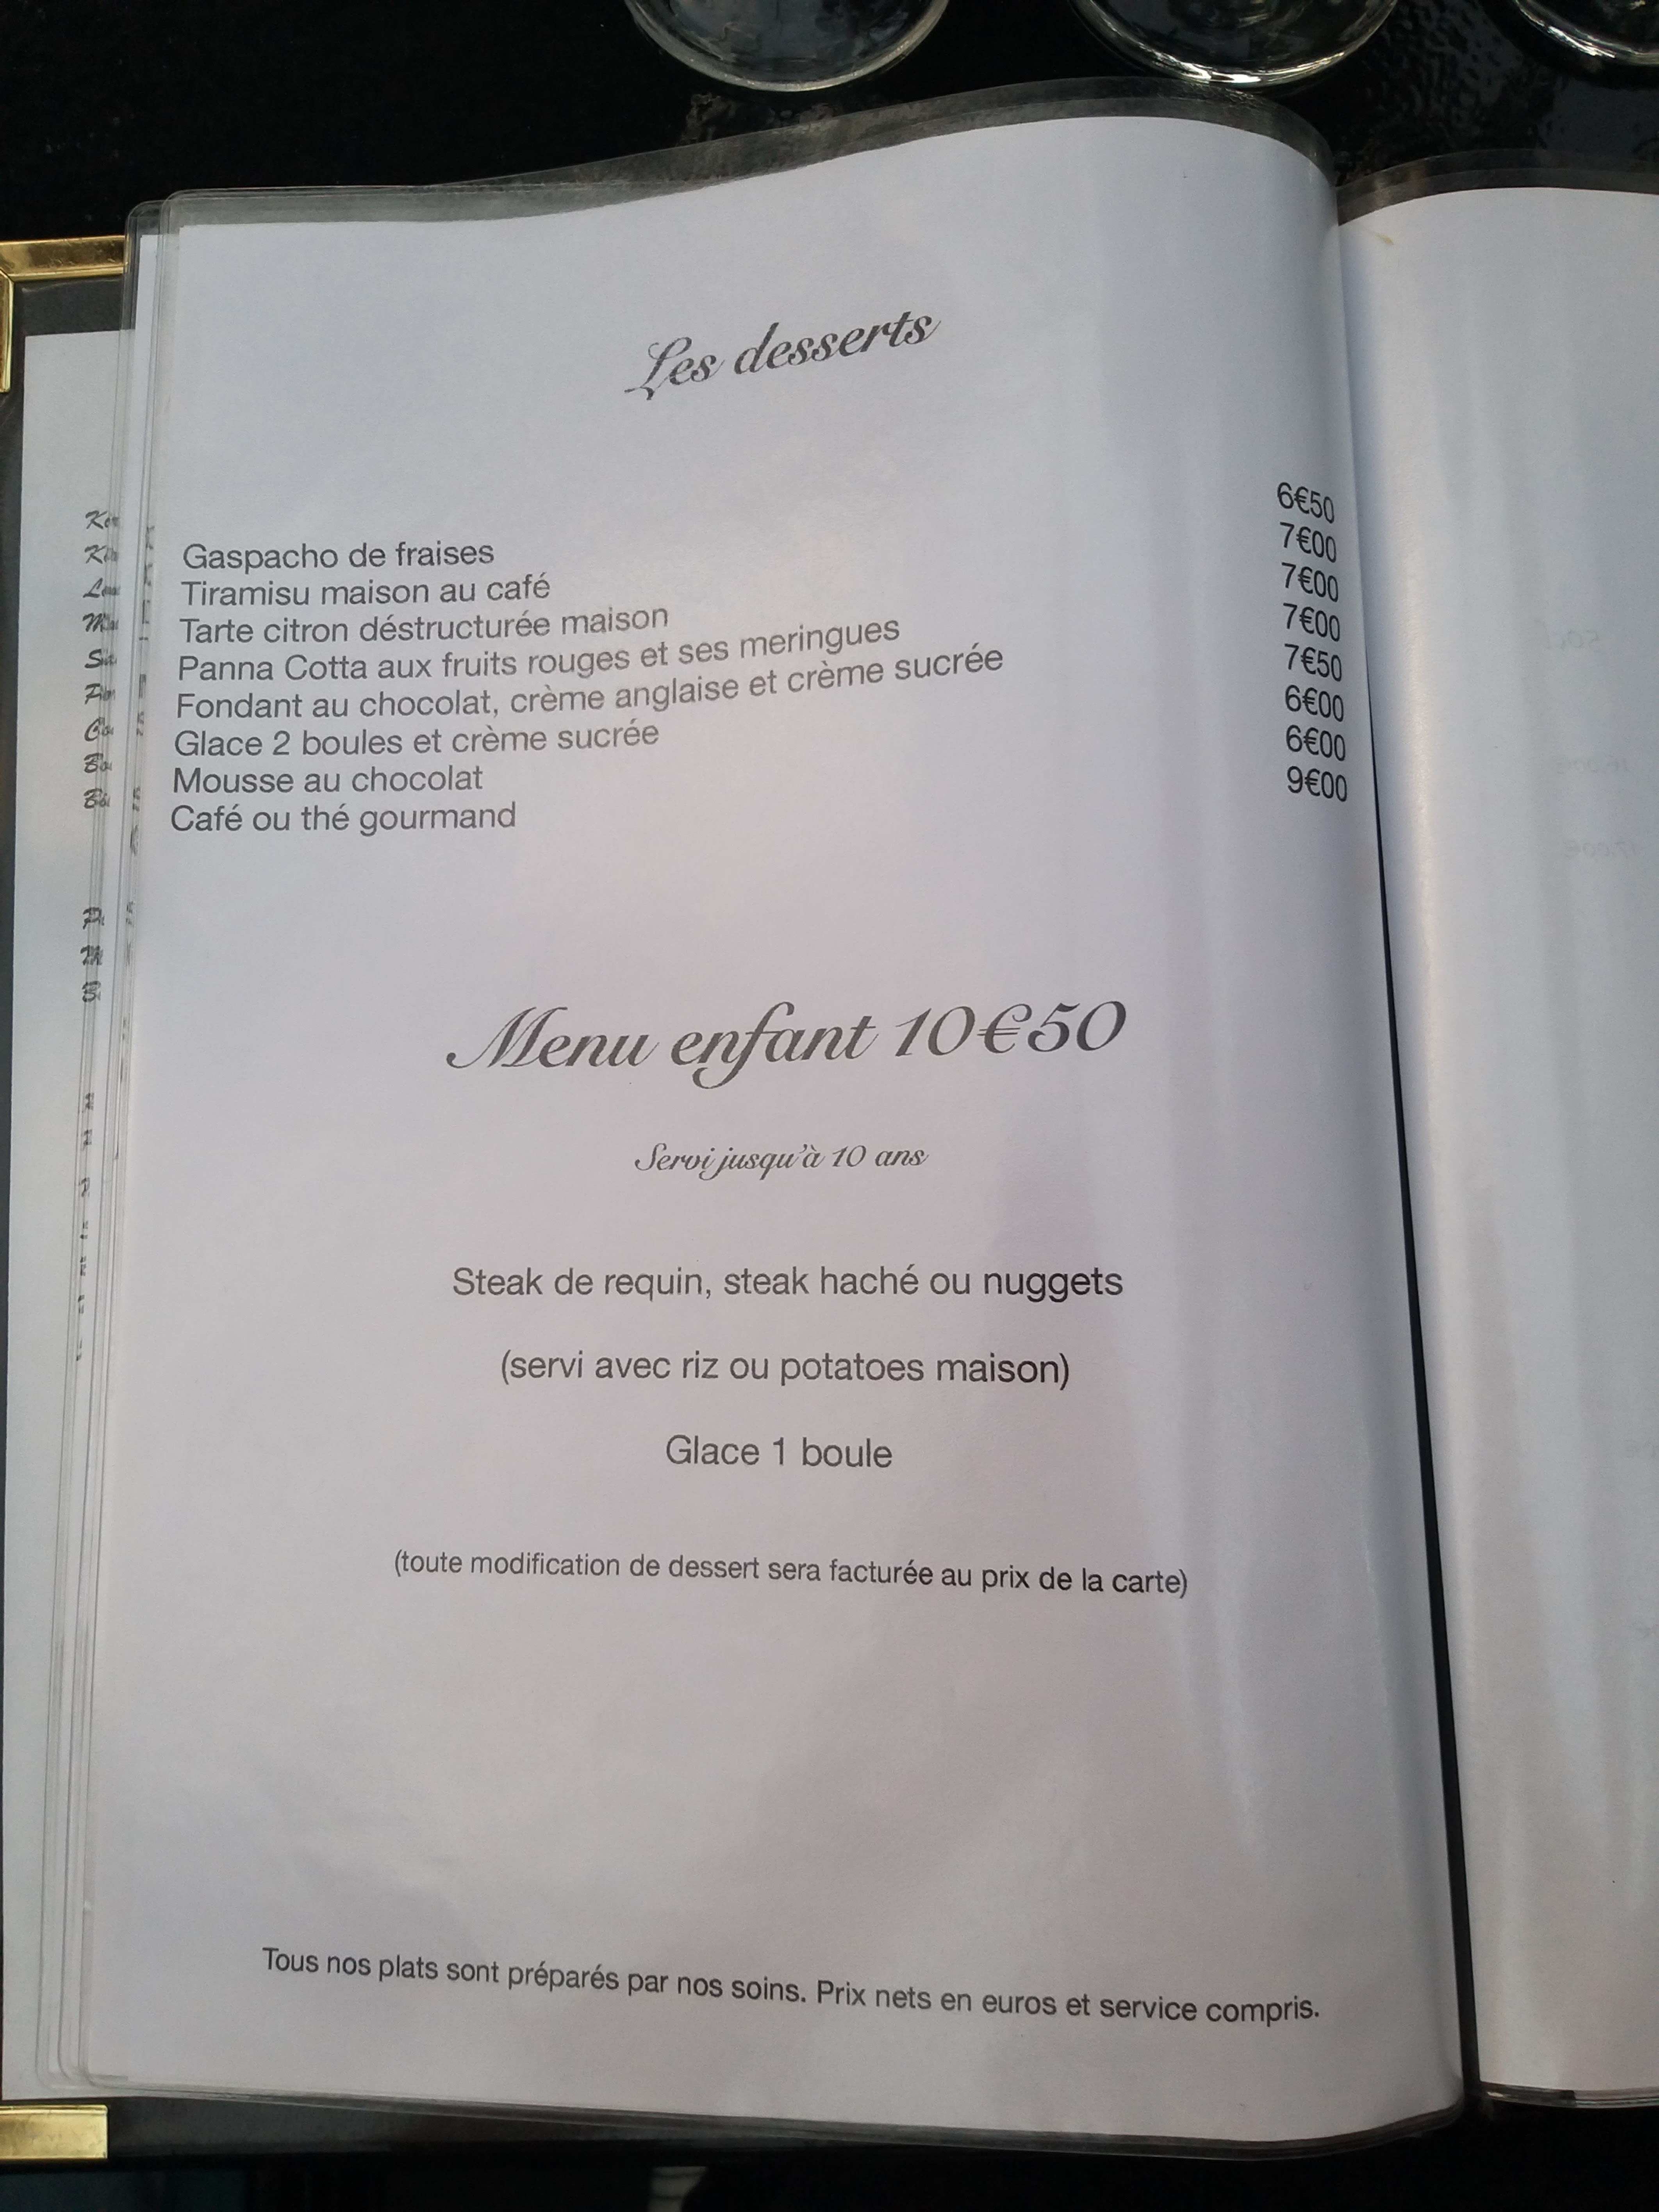 Les desserts
Gaspacho de fraises 6€50
Tiramisu maison au café 7€00
Tarte citron déstructurée maison 7€00
Panna Cotta aux fruits rouges et ses meringues 7€00
Fondant au chocolat, crème anglaise et crème sucrée 7€50
Glace 2 boules et crème sucrée 6€00
Mousse au chocolat 6€00
Café ou thé gourmand 9€00
Menu enfant 10€50
Servi jusqu'à 10 ans
Steak de requin, steak haché ou nuggets
(servi avec riz ou potatoes maison)
Glace 1 boule
(toute modification de dessert sera facturée au prix de la carte)
Tous nos plats sont préparés par nos soins. Prix nets en euros et service compris.